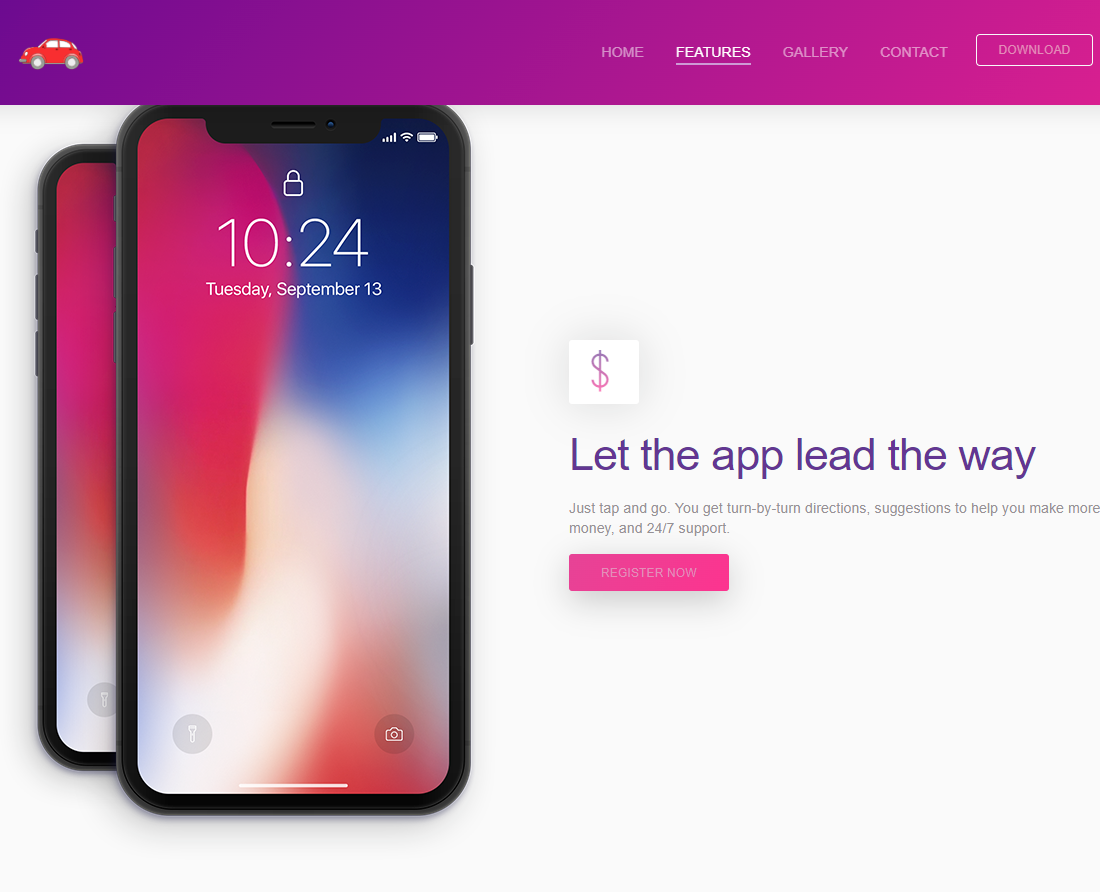 HOME
FEATURES
GALLERY
CONTACT
DOWNLOAD
10:24
Tuesday, September 13
$
Let the app lead the way
Just tap and go. You get turn-by-turn directions, suggestions to help you make more
money, and 24/7 support.
REGISTER NOW